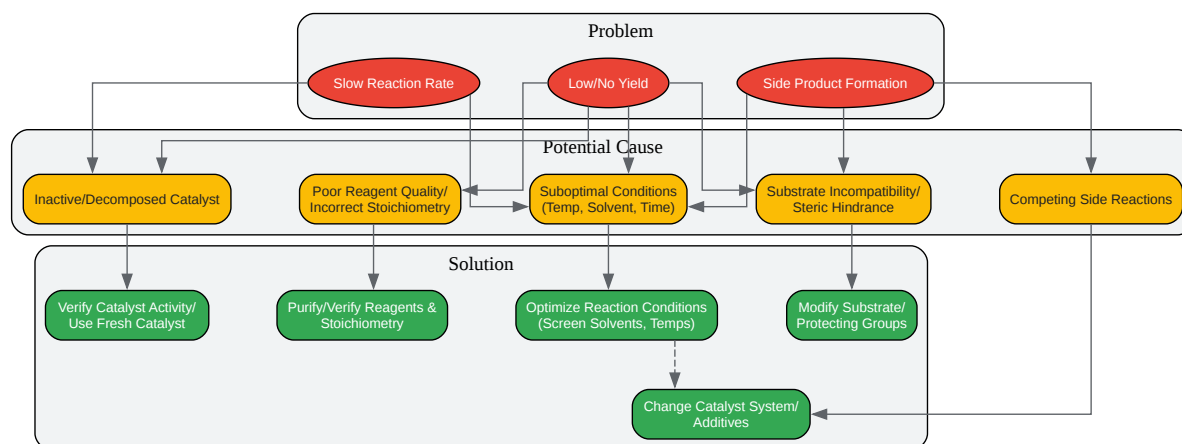 Problem
Slow Reaction Rate
Low/No Yield
Side Product Formation
Potential Cause
Inactive/Decomposed Catalyst
Poor Reagent Quality/
Incorrect Stoichiometry
Suboptimal Conditions
(Temp, Solvent, Time)
Substrate Incompatibility/
Steric Hindrance
Competing Side Reactions
Solution
Verify Catalyst Activity/
Use Fresh Catalyst
Purify/Verify Reagents &
Stoichiometry
Optimize Reaction Conditions
(Screen Solvents, Temps)
Modify Substrate/
Protecting Groups
Change Catalyst System/
Additives